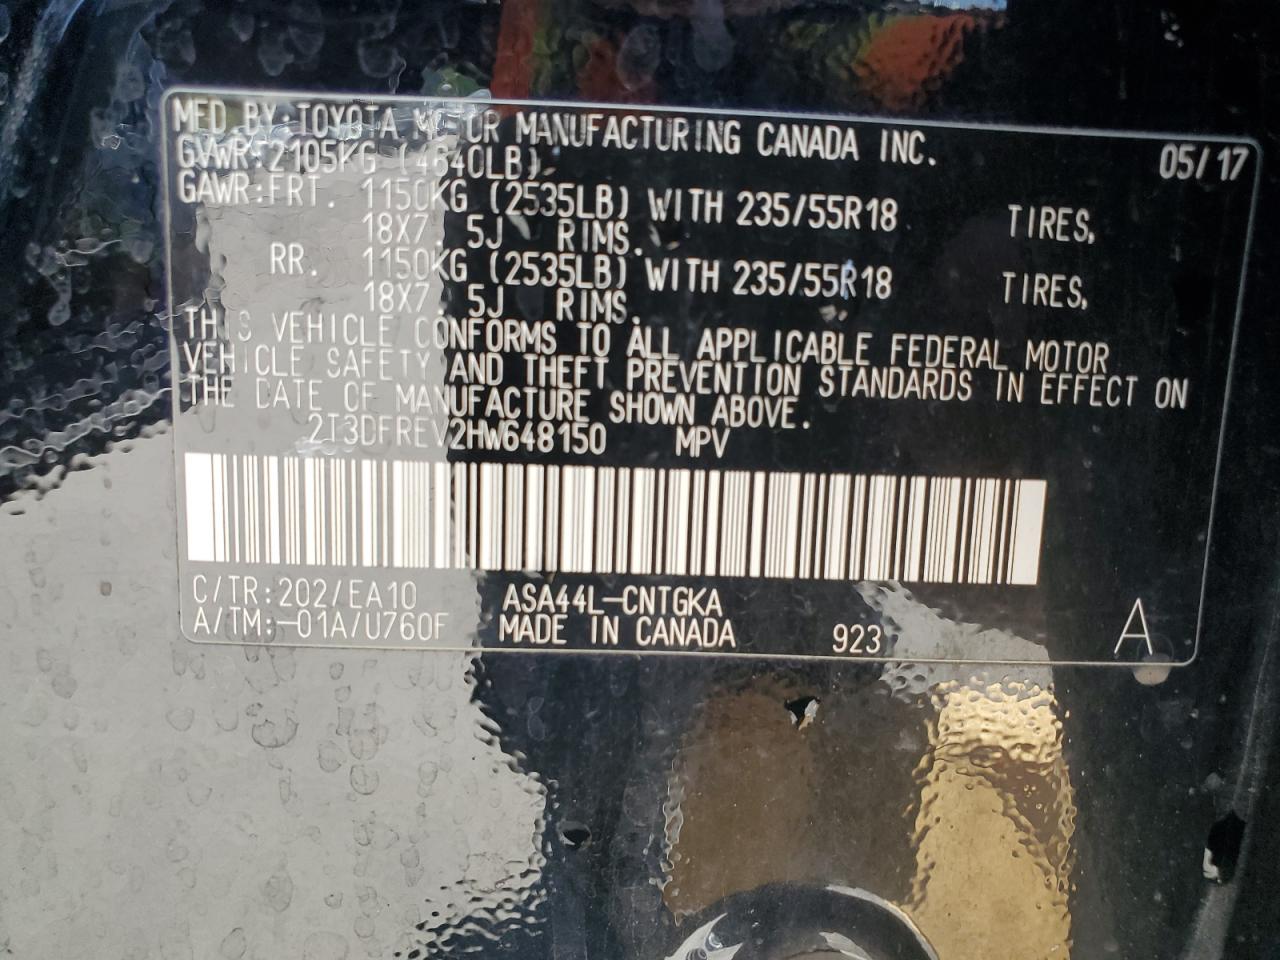 MFD BY:TOYOTA MOTOR MANUFACTURING CANADA INC. 05/17
GVWR:2105KG (4640LB)
GAWR:FRT. 1150KG (2535LB) WITH 235/55R18 TIRES,
18X7. 5J RIMS.
RR. 1150KG (2535LB) WITH 235/55R18 TIRES,
18X7. 5J RIMS.
THIS VEHICLE CONFORMS TO ALL APPLICABLE FEDERAL MOTOR
VEHICLE SAFETY AND THEFT PREVENTION STANDARDS IN EFFECT ON
THE DATE OF MANUFACTURE SHOWN ABOVE.
2T3DFREV2HW648150 MPV
C/TR:202/EA10 ASA44L-CNTGKA
A/TM:-01A/U760F MADE IN CANADA 923 A